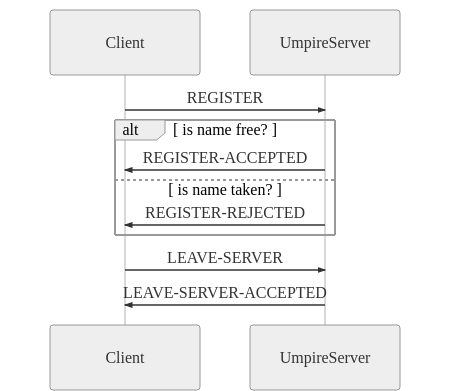 Client
UmpireServer
REGISTER
alt
[ is name free? ]
REGISTER-ACCEPTED
[ is name taken? ]
REGISTER-REJECTED
LEAVE-SERVER
LEAVE-SERVER-ACCEPTED
Client
UmpireServer